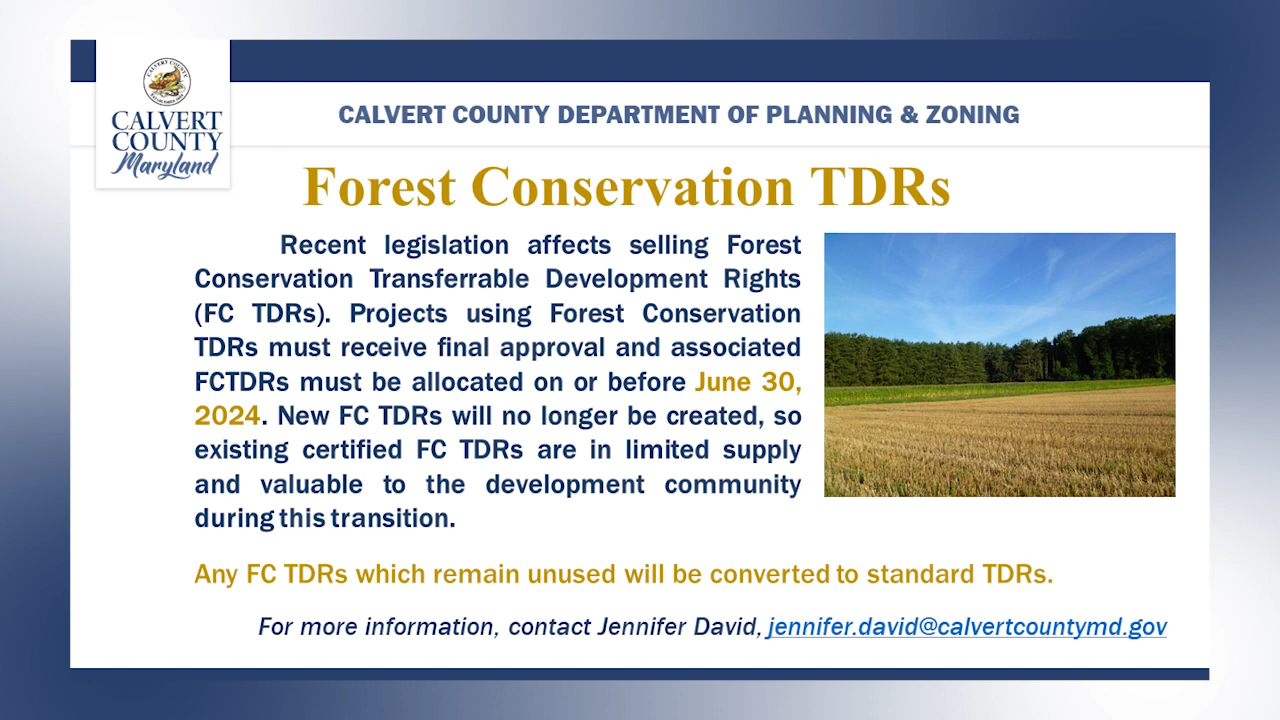 CALVERT COUNTY
CALVERT
COUNTY
Maryland
CALVERT COUNTY DEPARTMENT OF PLANNING & ZONING
Forest Conservation TDRs
Recent legislation affects selling Forest
Conservation Transferrable Development Rights
(FC TDRs). Projects using Forest Conservation
TDRs must receive final approval and associated
FCTDRs must be allocated on or before June 30,
2024. New FC TDRs will no longer be created, so
existing certified FC TDRs are in limited supply
and valuable to the development community
during this transition.
Any FC TDRs which remain unused will be converted to standard TDRs.
For more information, contact Jennifer David, jennifer.david@calvertcountymd.gov